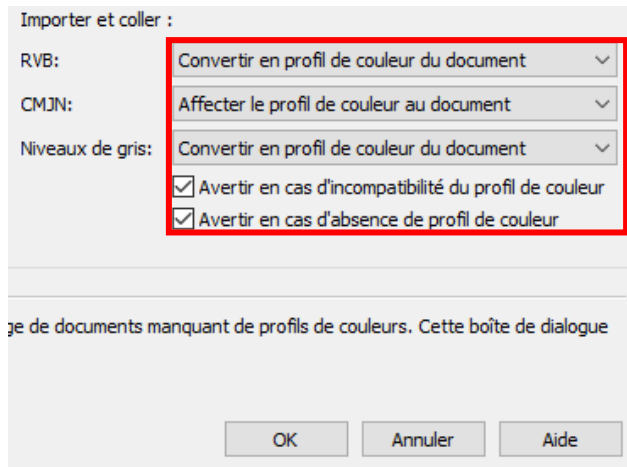 Importer et coller :
RVB: Convertir en profil de couleur du document
CMJN: Affecter le profil de couleur au document
Niveaux de gris: Convertir en profil de couleur du document
Avertir en cas d'incompatibilité du profil de couleur
Avertir en cas d'absence de profil de couleur
ge de documents manquant de profils de couleurs. Cette boîte de dialogue
OK Annuler Aide